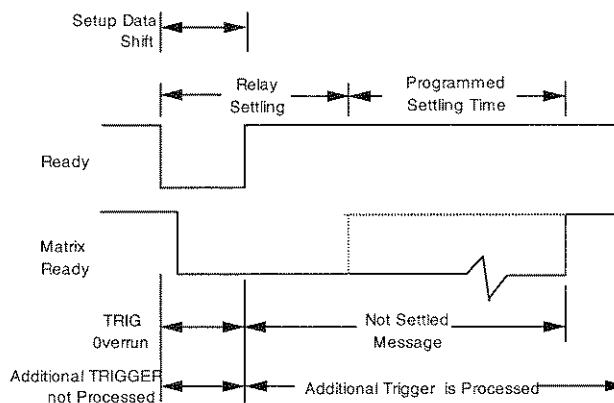 Setup Data
Shift
Relay
Settling
Programmed
Settling Time
Ready
Matrix
Ready
TRIG
Overrun
Not Settled
Message
Additional TRIGGER
not Processed
Additional Trigger is Processed